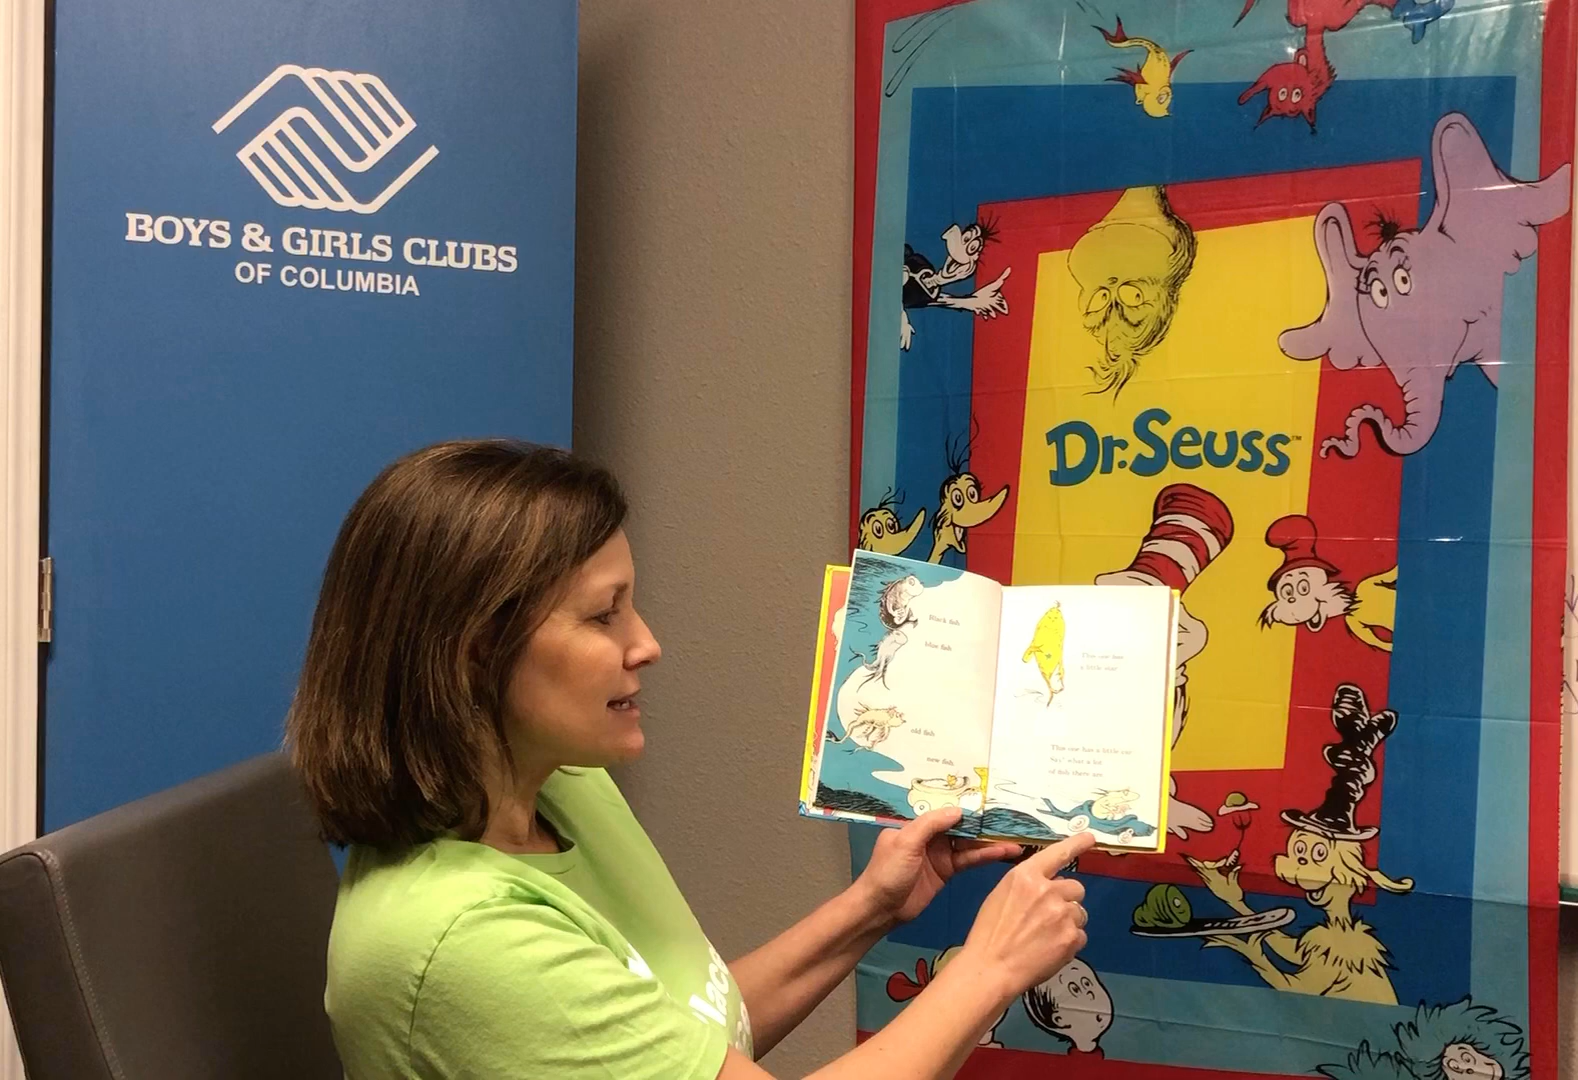 BOYS & GIRLS CLUBS
OF COLUMBIA
Dr. Seuss™
Black fish
blue fish
old fish
new fish.
This one has
a little star.
This one has a little car.
Say! what a lot
of fish there are.